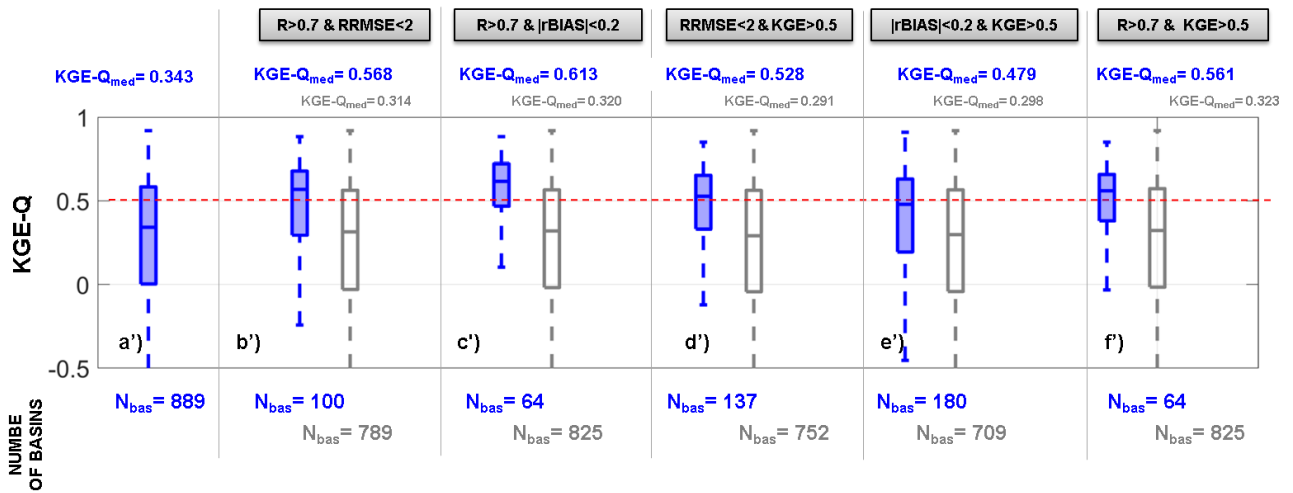 R>0.7 & RRMSE<2
R>0.7 & |rBIAS|<0.2
RRMSE<2 & KGE>0.5
|rBIAS|<0.2 & KGE>0.5
R>0.7 & KGE>0.5
KGE-Qmed= 0.343
KGE-Qmed= 0.568
KGE-Qmed= 0.613
KGE-Qmed= 0.528
KGE-Qmed= 0.479
KGE-Qmed= 0.561
KGE-Qmed= 0.314
KGE-Qmed= 0.320
KGE-Qmed= 0.291
KGE-Qmed= 0.298
KGE-Qmed= 0.323
KGE-Q
1
0.5
0
-0.5
a’)
b’)
c’)
d’)
e’)
f’)
NUMBE
OF BASINS
Nbas= 889
Nbas= 100
Nbas= 64
Nbas= 137
Nbas= 180
Nbas= 64
Nbas= 789
Nbas= 825
Nbas= 752
Nbas= 709
Nbas= 825